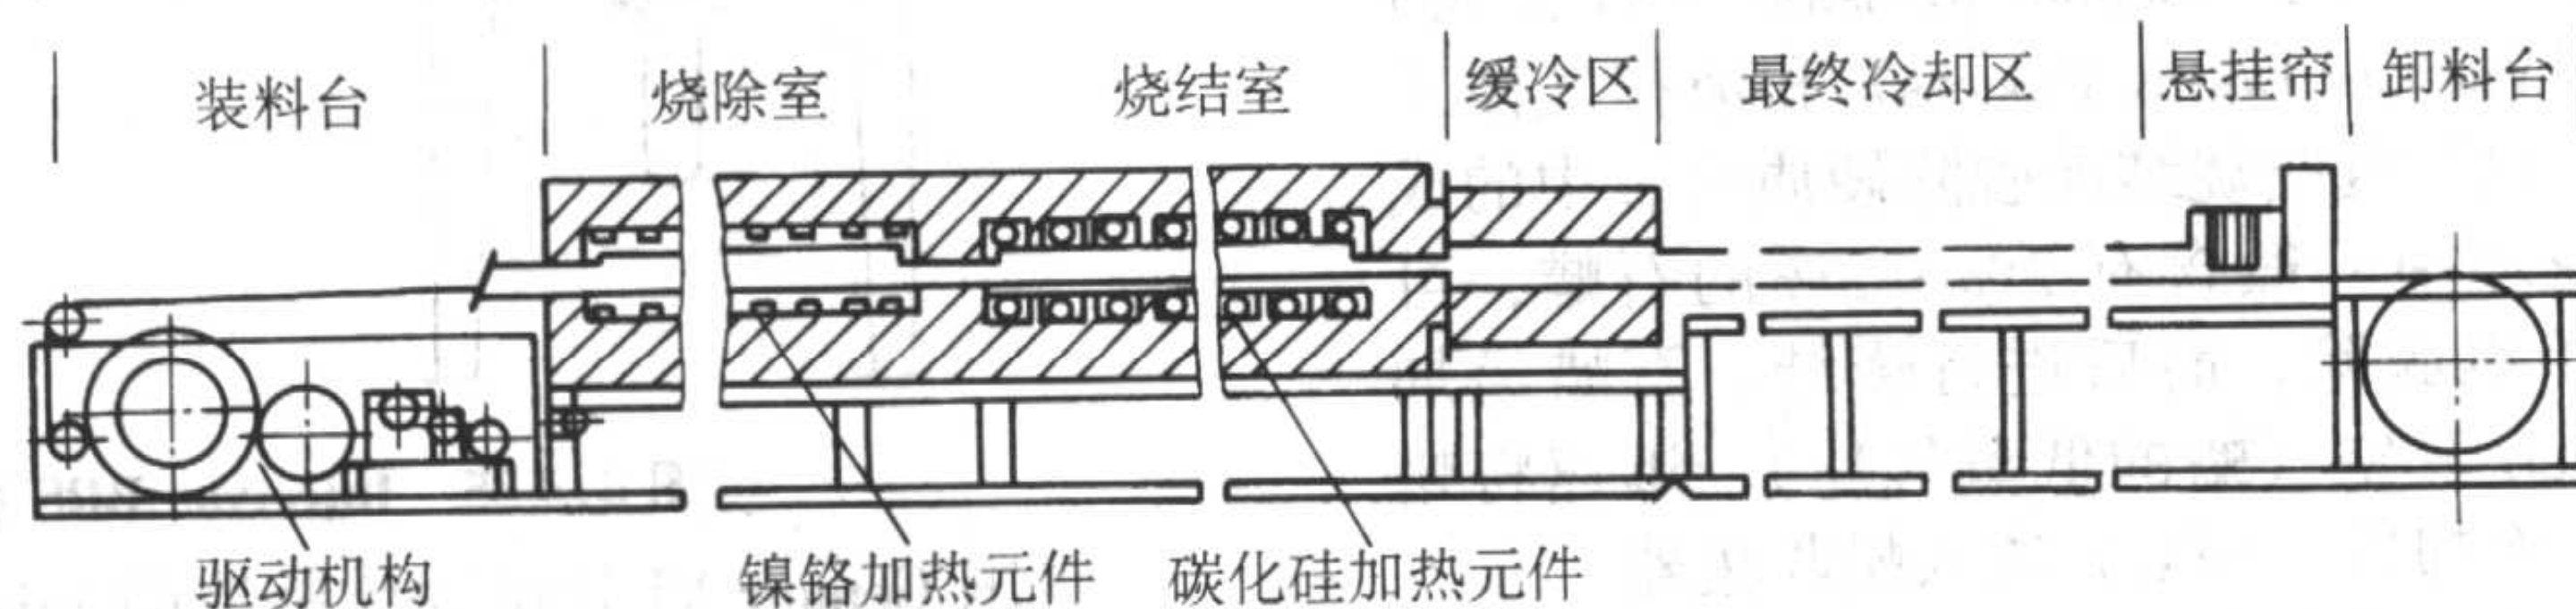 装料台 烧除室 烧结室 缓冷区 最终冷却区 悬挂帘 卸料台
驱动机构 镍铬加热元件 碳化硅加热元件